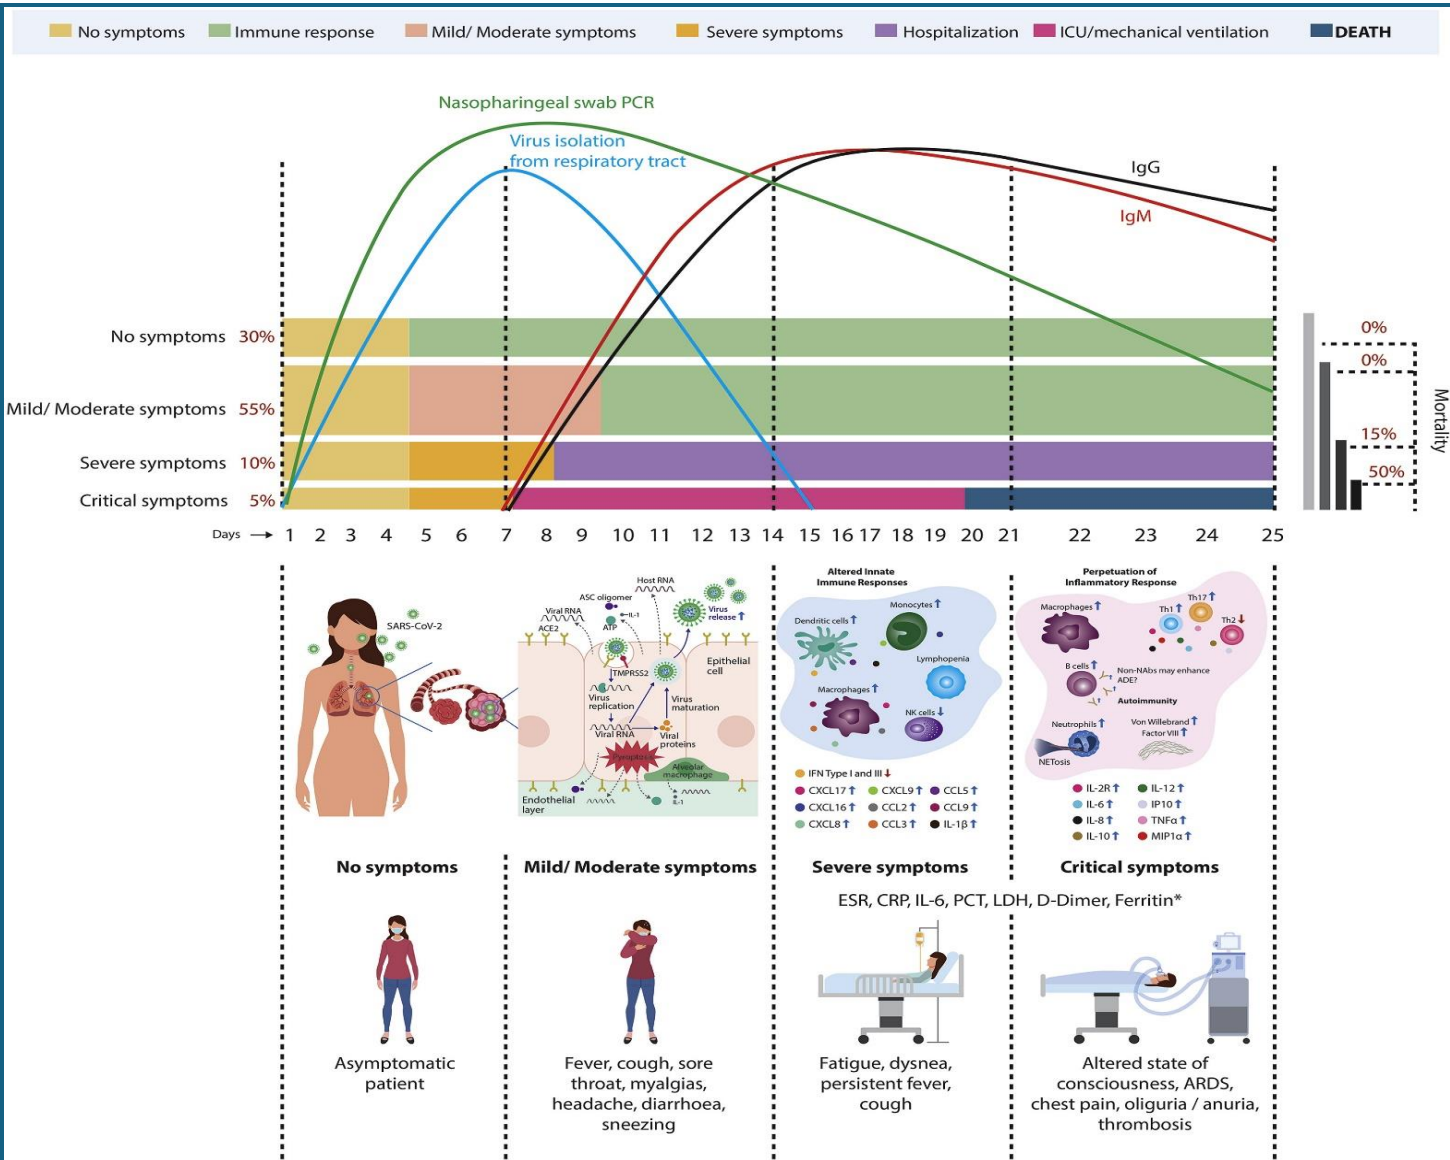 No symptoms
Immune response
Mild/ Moderate symptoms
Severe symptoms
Hospitalization
ICU/mechanical ventilation
DEATH
Nasopharingeal swab PCR
Virus isolation
from respiratory tract
IgG
IgM
No symptoms 30%
Mild/ Moderate symptoms 55%
Severe symptoms 10%
Critical symptoms 5%
0%
0%
15%
50%
Mortality
Days → 1 2 3 4 5 6 7 8 9 10 11 12 13 14 15 16 17 18 19 20 21 22 23 24 25
SARS-CoV-2
Host RNA
ASC oligomer
Viral RNA
IL-1
ATP
ACE2
Virus
release ↑
TMPRSS2
Epithelial
cell
Virus
replication
Virus
maturation
Viral RNA
Viral
proteins
Pyroptosis
Alveolar
macrophage
IL-1
Endothelial
layer
Altered Innate
Immune Responses
Monocytes ↑
Dendritic cells ↑
Lymphopenia
Macrophages ↑
NK cells ↓
IFN Type I and III ↓
CXCL17 ↑ CXCL9 ↑ CCL5 ↑
CXCL16 ↑ CCL2 ↑ CCL9 ↑
CXCL8 ↑ CCL3 ↑ IL-1β ↑
Perpetuation of
Inflammatory Response
Macrophages ↑
Th17 ↑
Th1 ↑
Th2 ↓
B cells ↑
Non-NAbs may enhance
ADE?
Autoimmunity
Neutrophils ↑
Von Willebrand ↑
Factor VIII ↑
NETosis
IL-2R ↑ IL-12 ↑
IL-6 ↑ IP10 ↑
IL-8 ↑ TNFα ↑
IL-10 ↑ MIP1α ↑
No symptoms
Mild/ Moderate symptoms
Severe symptoms
Critical symptoms
ESR, CRP, IL-6, PCT, LDH, D-Dimer, Ferritin*
Asymptomatic
patient
Fever, cough, sore
throat, myalgias,
headache, diarrhoea,
sneezing
Fatigue, dysnea,
persistent fever,
cough
Altered state of
consciousness, ARDS,
chest pain, oliguria / anuria,
thrombosis